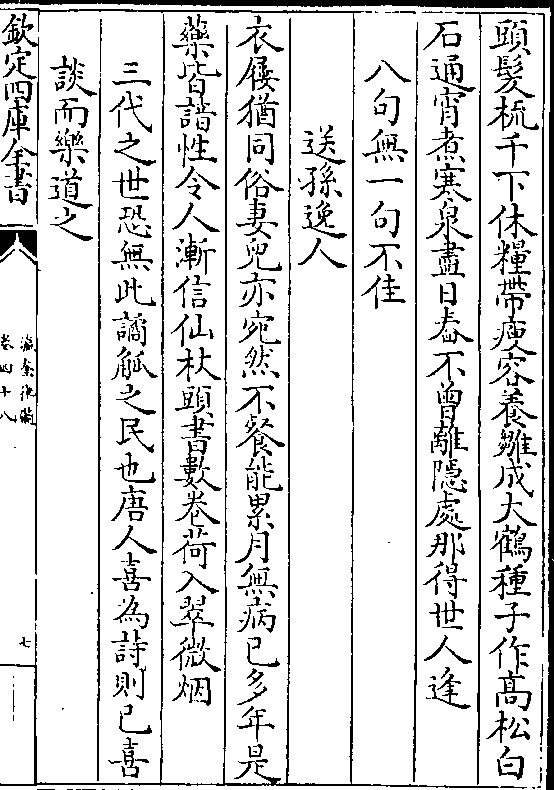 頭髮梳千下休糧帶瘦容養雛成大鶴種子作髙松白
石通宵煮寒泉盡日舂不曽離隱處那得世人逢
八句無一句不佳
送孫逸人
衣屨猶同俗妻兒亦宛然不餐能累月無病已多年是
藥皆諳性令人漸信仙杖頭書數卷荷入翠微烟
三代之世恐無此譎觚之民也唐人喜為詩則已喜
談而樂道之
欽定四庫全書
瀛奎律髓
卷四十八
七